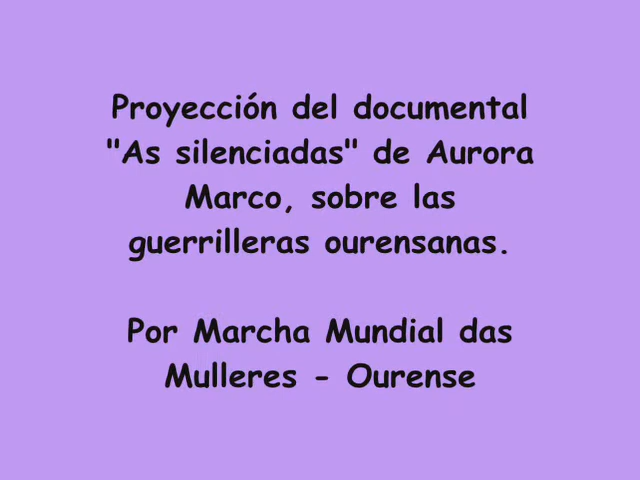 Proyección del documental
"As silenciadas" de Aurora
Marco, sobre las
guerrilleras ourensanas.
Por Marcha Mundial das
Mulleres - Ourense